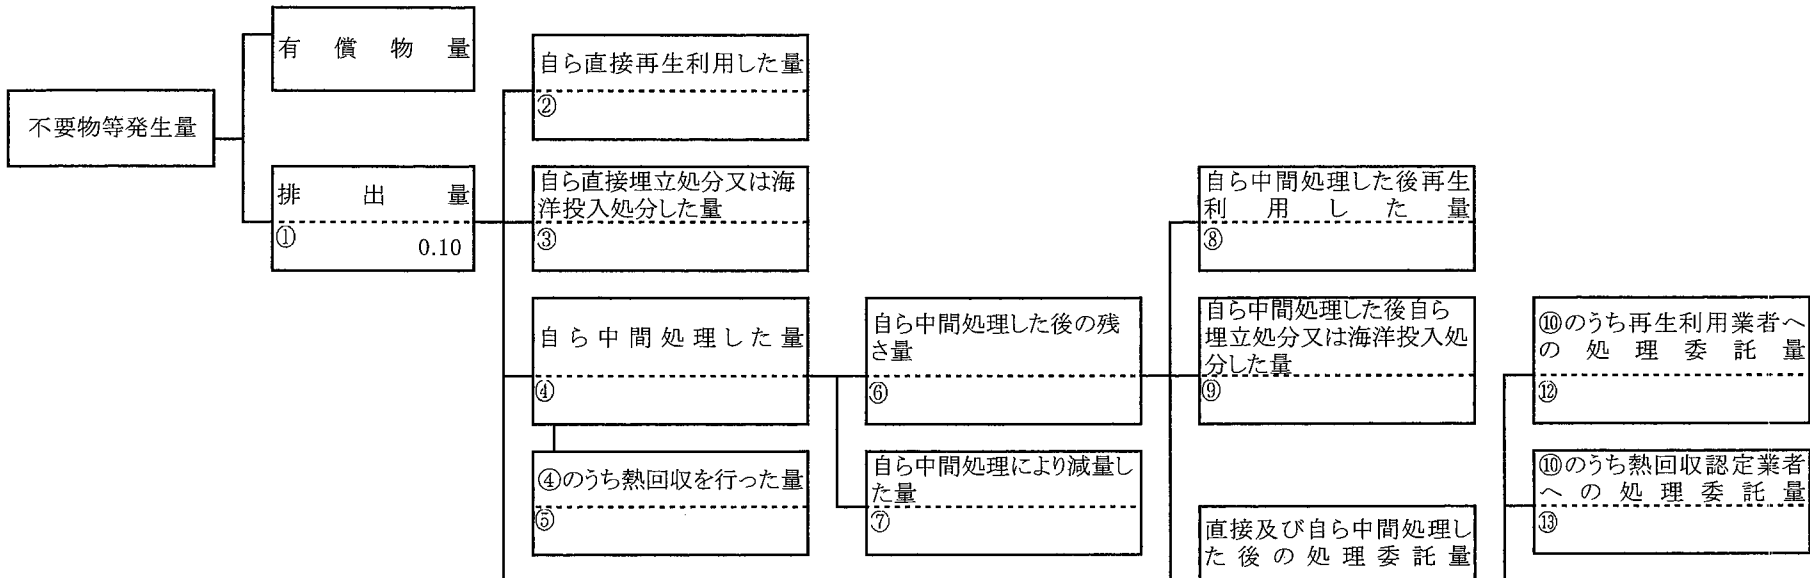 不要物等発生量
有償物量
排出量
①
0.10
自ら直接再生利用した量
②
自ら直接埋立処分又は海
洋投入処分した量
③
自ら中間処理した量
④
④のうち熱回収を行った量
⑤
自ら中間処理した後の残
さ量
⑥
自ら中間処理により減量し
た量
⑦
自ら中間処理した後再生
利用した量
⑧
自ら中間処理した後自ら
埋立処分又は海洋投入処
分した量
⑨
直接及び自ら中間処理し
た後の処理委託量
⑩のうち再生利用業者へ
の処理委託量
⑫
⑩のうち熱回収認定業者
への処理委託量
⑬